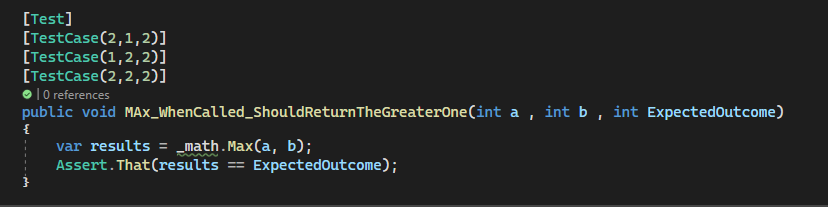 [Test]
[TestCase(2,1,2)]
[TestCase(1,2,2)]
[TestCase(2,2,2)]
| 0 references
public void MAx_WhenCalled_ShouldReturnTheGreaterOne(int a , int b , int ExpectedOutcome)
{
var results = _math.Max(a, b);
Assert.That(results == ExpectedOutcome);
}